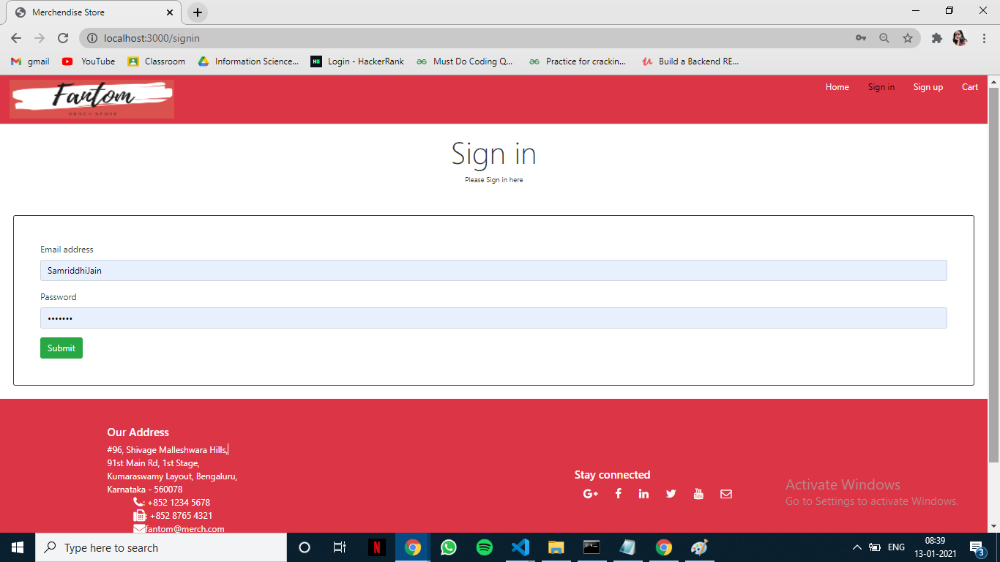 Merchendise Store
localhost:3000/signin
gmail YouTube Classroom Information Science... Login - HackerRank Must Do Coding Q... Practice for crackin... Build a Backend RE...
Fantom
MERCH STORE
Home Sign in Sign up Cart
Sign in
Please Sign in here
Email address
SamriddhiJain
Password
•••••••
Submit
Our Address
#96, Shivage Malleshwara Hills,
91st Main Rd, 1st Stage,
Kumaraswamy Layout, Bengaluru,
Karnataka - 560078
: +852 1234 5678
: +852 8765 4321
fantom@merch.com
Stay connected
Activate Windows
Go to Settings to activate Windows.
Type here to search
ENG
08:39
13-01-2021
3